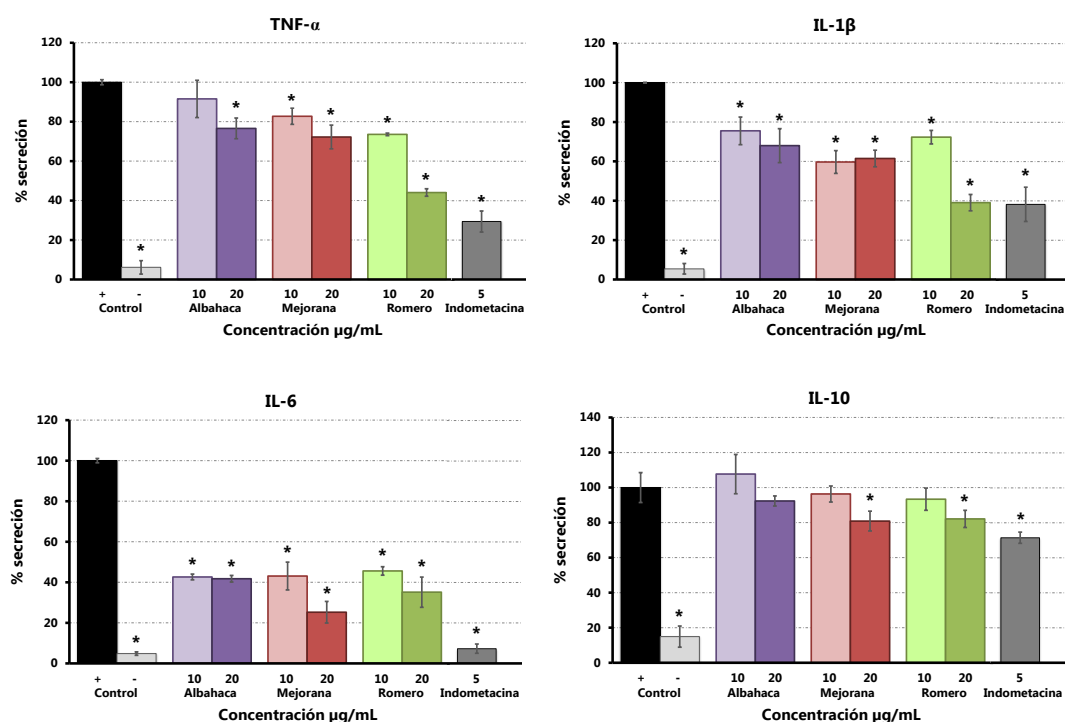 TNF-α
120
100
80
60
40
20
0
% secreción
* * * * * * *
+ - 10 20 10 20 10 20 5
Control Albahaca Mejorana Romero Indometacina
Concentración µg/mL
IL-1β
120
100
80
60
40
20
0
% secreción
* * * * * * * *
+ - 10 20 10 20 10 20 5
Control Albahaca Mejorana Romero Indometacina
Concentración µg/mL
IL-6
120
100
80
60
40
20
0
% secreción
* * * * * * * *
+ - 10 20 10 20 10 20 5
Control Albahaca Mejorana Romero Indometacina
Concentración µg/mL
IL-10
140
120
100
80
60
40
20
0
% secreción
* * * *
+ - 10 20 10 20 10 20 5
Control Albahaca Mejorana Romero Indometacina
Concentración µg/mL